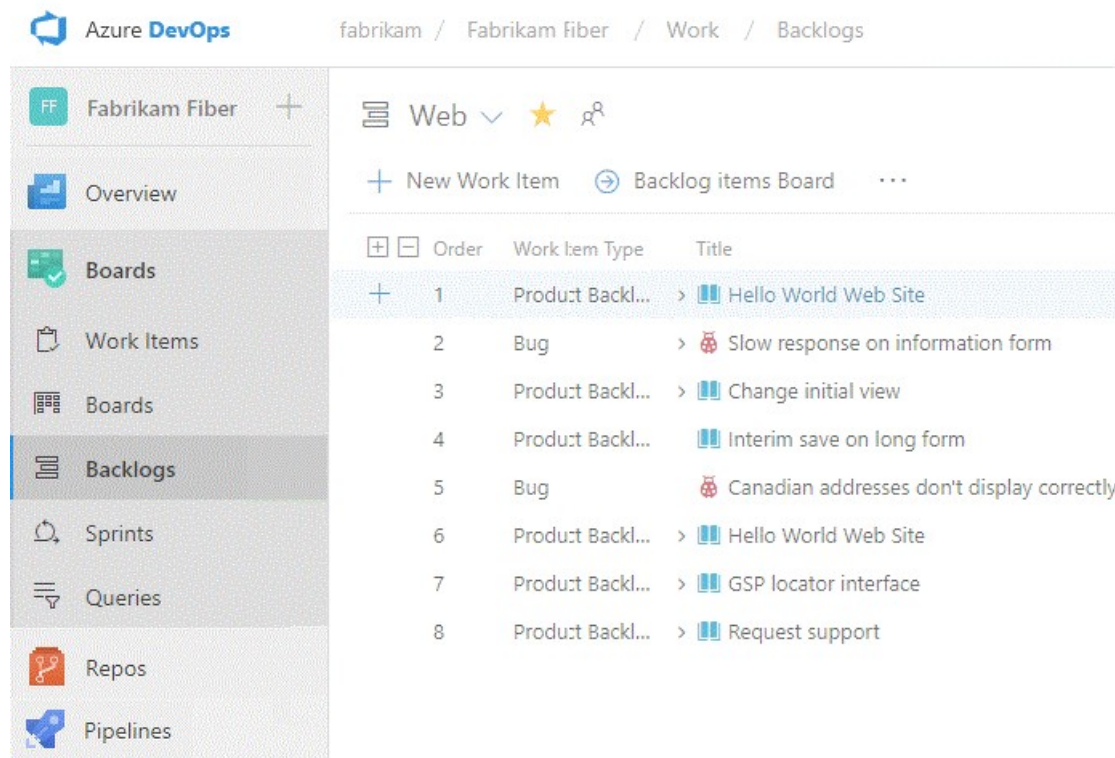 Azure DevOps
fabrikam / Fabrikam Fiber / Work / Backlogs
FF Fabrikam Fiber
Overview
Boards
Work Items
Boards
Backlogs
Sprints
Queries
Repos
Pipelines
Web
New Work Item Backlog items Board ...
Order Work Item Type Title
1 Product Backl... Hello World Web Site
2 Bug Slow response on information form
3 Product Backl... Change initial view
4 Product Backl... Interim save on long form
5 Bug Canadian addresses don't display correctly
6 Product Backl... Hello World Web Site
7 Product Backl... GSP locator interface
8 Product Backl... Request support